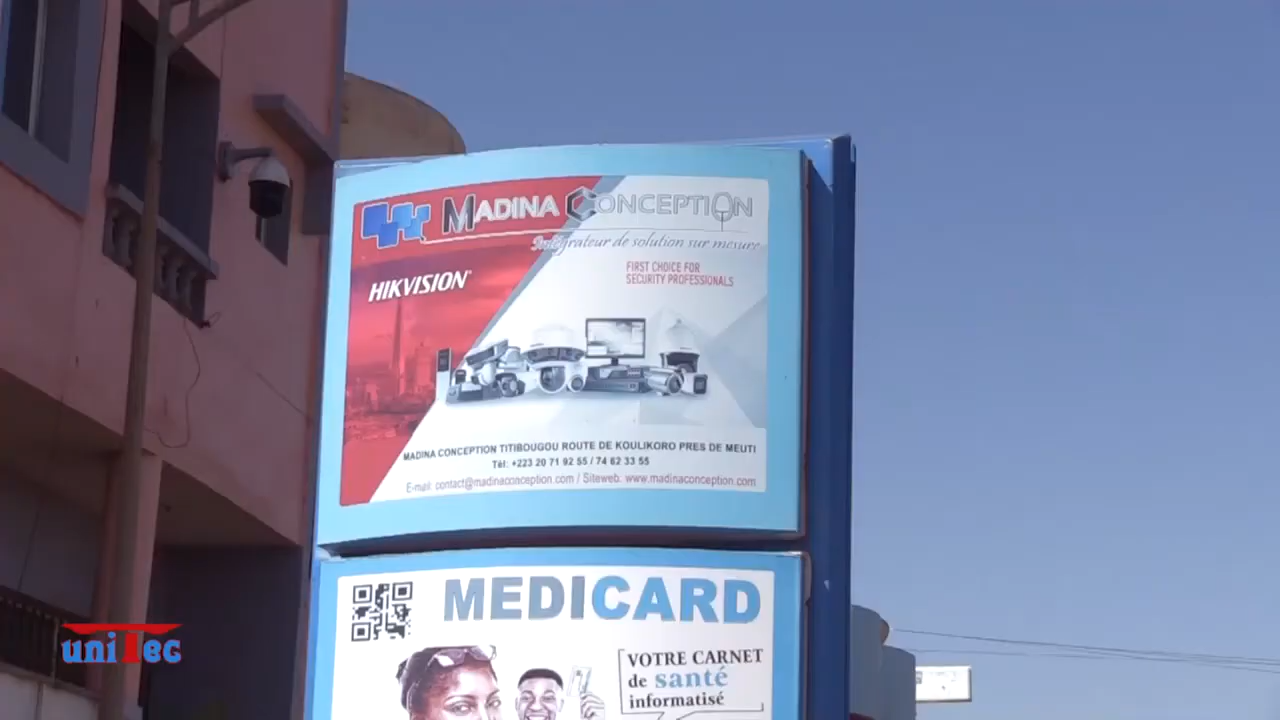 MADINA CONCEPTION
Intégrateur de solution sur mesure
HIKVISION
FIRST CHOICE FOR
SECURITY PROFESSIONALS
MADINA CONCEPTION TITIBOUGOU ROUTE DE KOULIKORO PRES DE MEUTI
Tél: +223 20 71 92 55 / 74 62 33 55
E-mail: contact@madinaconception.com / Siteweb: www.madinaconception.com
MEDICARD
VOTRE CARNET
de santé
informatisé
uniTec